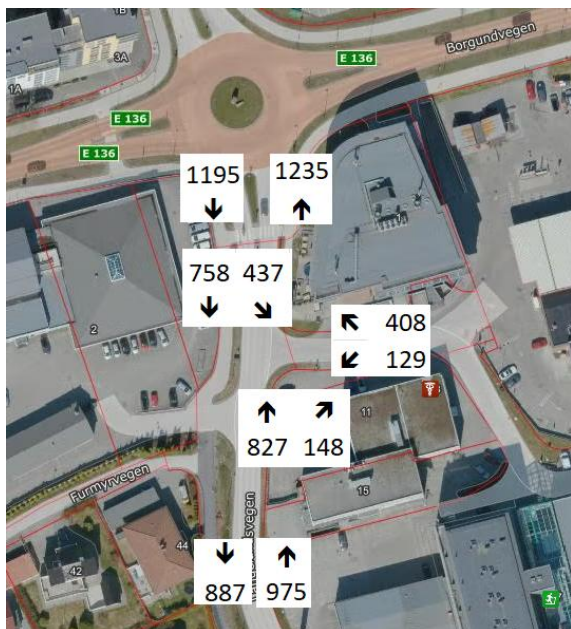 1B
3A
1A
Borgundvegen
E 136
E 136
E 136
1195 1235
↓ ↑
758 437
↓ ↘
↖ 408
↙ 129
2
↑ ↗
827 148
11
15
Furmyrvegen
44
42
↓ ↑
887 975